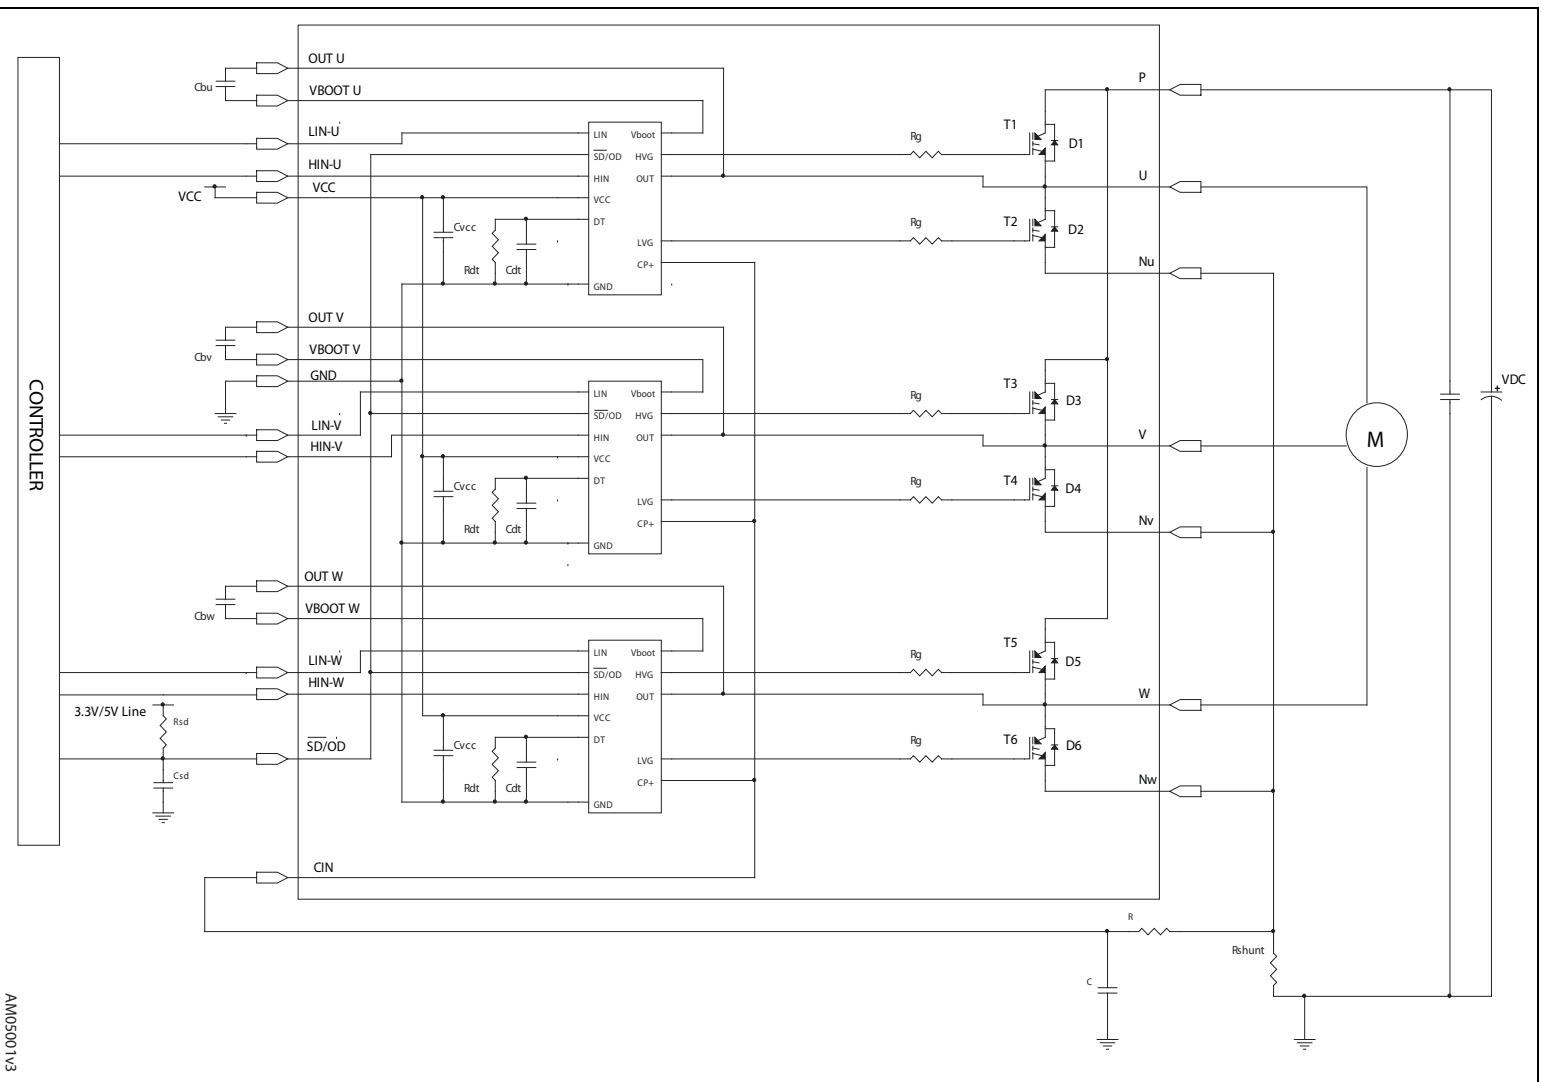 CONTROLLER
OUT U
Cbu
VBOOT U
LIN-U
HIN-U
VCC
VCC
LIN
Vboot
SD/OD
HVG
HIN
OUT
VCC
DT
LVG
CP+
GND
Cvcc
Rdt
Cdt
Rg
T1
D1
Rg
T2
D2
P
U
Nu
OUT V
Cbv
VBOOT V
GND
LIN-V
HIN-V
LIN
Vboot
SD/OD
HVG
HIN
OUT
VCC
DT
LVG
CP+
GND
Cvcc
Rdt
Cdt
Rg
T3
D3
Rg
T4
D4
V
Nv
M
+
VDC
OUT W
Cbw
VBOOT W
LIN-W
HIN-W
3.3V/5V Line
Rsd
SD/OD
Csd
LIN
Vboot
SD/OD
HVG
HIN
OUT
VCC
DT
LVG
CP+
GND
Cvcc
Rdt
Cdt
Rg
T5
D5
Rg
T6
D6
W
Nw
CIN
R
Rshunt
C
AM05001v3